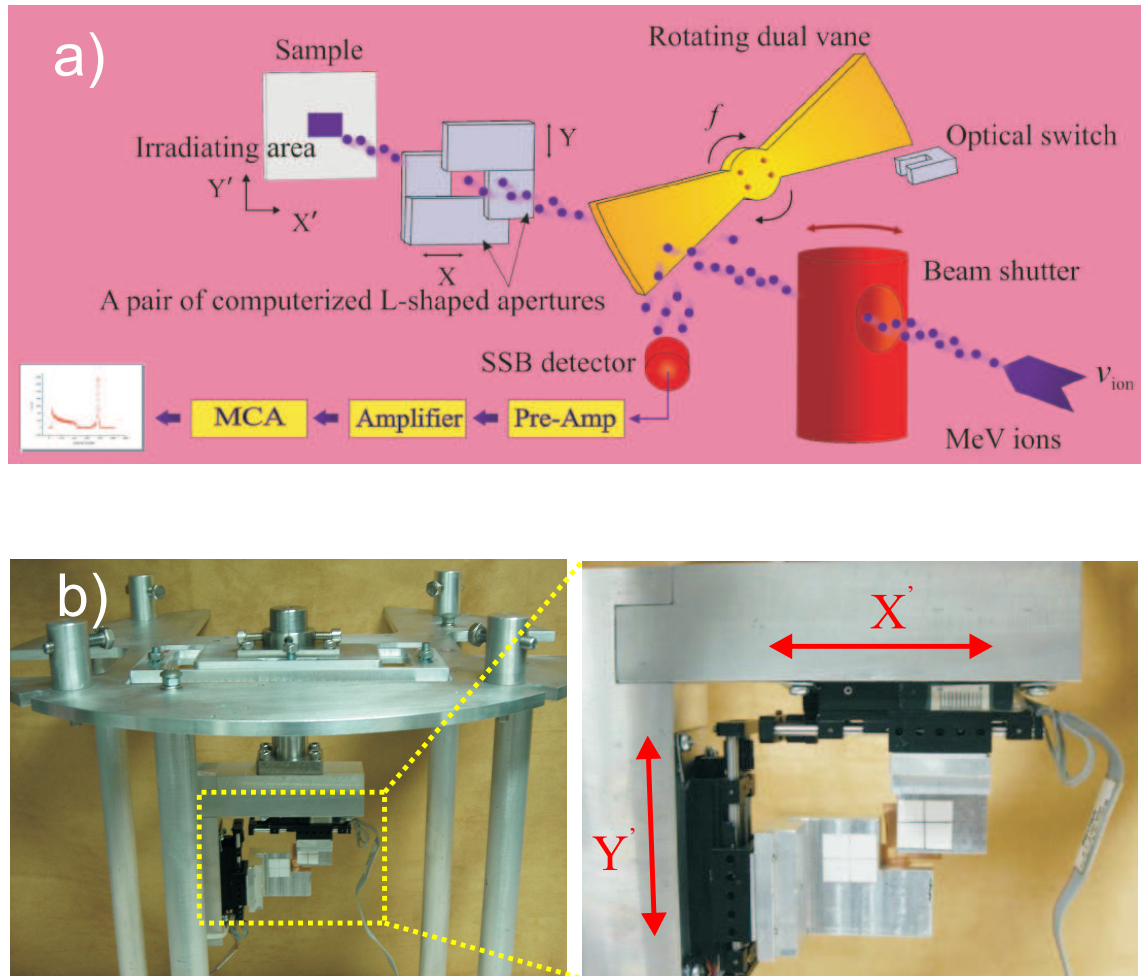 a)
Sample
Rotating dual vane
f
Y
Optical switch
Irradiating area
Y′
X′
X
Beam shutter
A pair of computerized L-shaped apertures
SSB detector
v ion
MCA
Amplifier
Pre-Amp
MeV ions
b)
X’
Y’